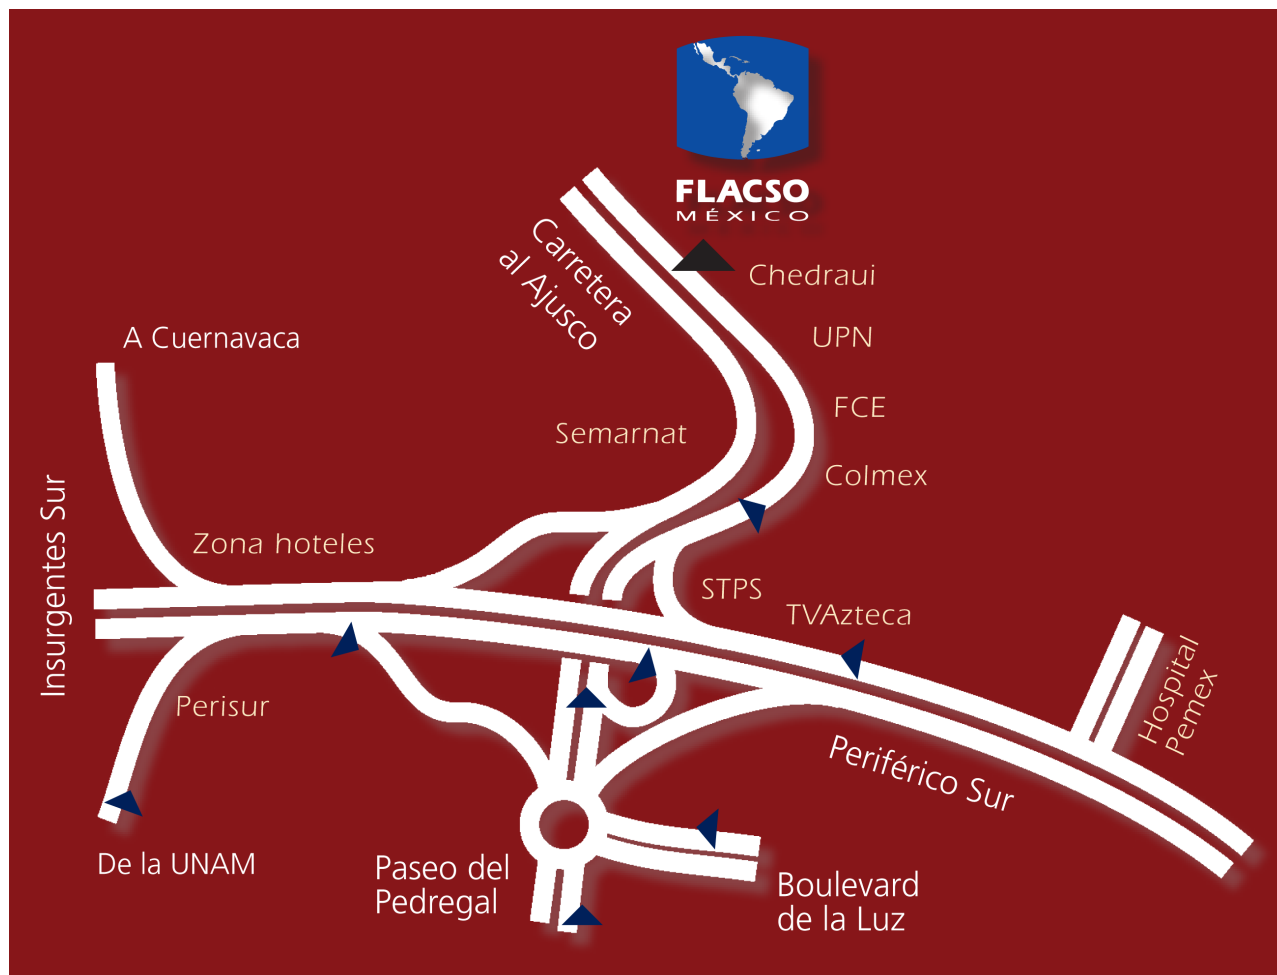 FLACSO
MÉXICO
Carretera
al Ajusco
Chedraui
UPN
A Cuernavaca
FCE
Semarnat
Colmex
Insurgentes Sur
Zona hoteles
STPS
TVAzteca
Hospital
Pemex
Perisur
Periférico Sur
De la UNAM
Paseo del
Pedregal
Boulevard
de la Luz